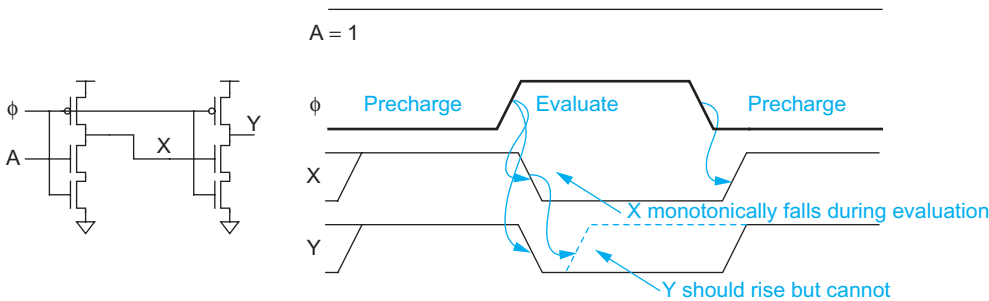 A = 1
ϕ
A
X
Y
ϕ
Precharge
Evaluate
Precharge
X
X monotonically falls during evaluation
Y
Y should rise but cannot